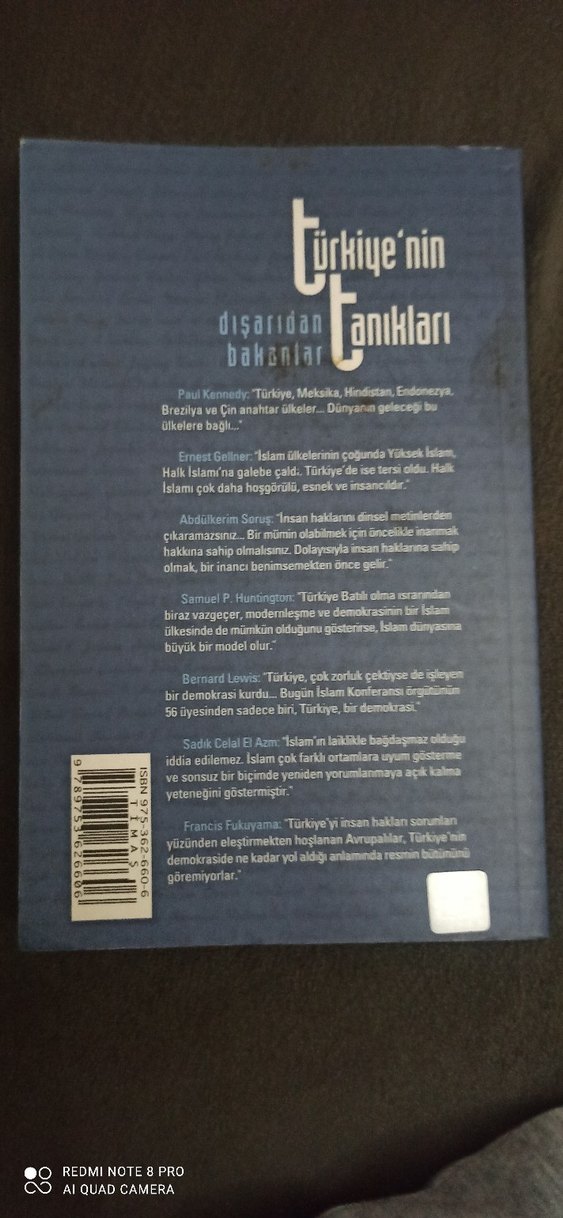 türkiye'nin
tanıkları
dışarıdan
bakanlar
Paul Kennedy: "Türkiye, Meksika, Hindistan, Endonezya,
Brezilya ve Çin anahtar ülkeler... Dünyanın geleceği bu
ülkelere bağlı..."
Ernest Gellner: "İslam ülkelerinin çoğunda Yüksek İslam,
Halk İslamı'na galebe çaldı. Türkiye'de ise tersi oldu. Halk
İslamı çok daha hoşgörülü, esnek ve insancıldır."
Abdülkerim Soruş: "İnsan haklarını dinsel metinlerden
çıkaramazsınız... Bir mümin olabilmek için öncelikle inanmak
hakkına sahip olmalısınız. Dolayısıyla insan haklarına sahip
olmak, bir inancı benimsemekten önce gelir."
Samuel P. Huntington: "Türkiye Batılı olma ısrarından
biraz vazgeçer, modernleşme ve demokrasinin bir İslam
ülkesinde de mümkün olduğunu gösterirse, İslam dünyasına
büyük bir model olur."
Bernard Lewis: "Türkiye, çok zorluk çektiyse de işleyen
bir demokrasi kurdu... Bugün İslam Konferansı örgütünün
56 üyesinden sadece biri, Türkiye, bir demokrasi."
Sadık Celal El Azm: "İslam'ın laiklikle bağdaşmaz olduğu
iddia edilemez. İslam çok farklı ortamlara uyum gösterme
ve sonsuz bir biçimde yeniden yorumlanmaya açık kalma
yeteneğini göstermiştir."
Francis Fukuyama: "Türkiye'yi insan hakları sorunları
yüzünden eleştirmekten hoşlanan Avrupalılar, Türkiye'nin
demokraside ne kadar yol aldığı anlamında resmin bütününü
göremiyorlar."
ISBN 975-362-660-6
TİMAŞ
9 789753 626606
REDMI NOTE 8 PRO
AI QUAD CAMERA